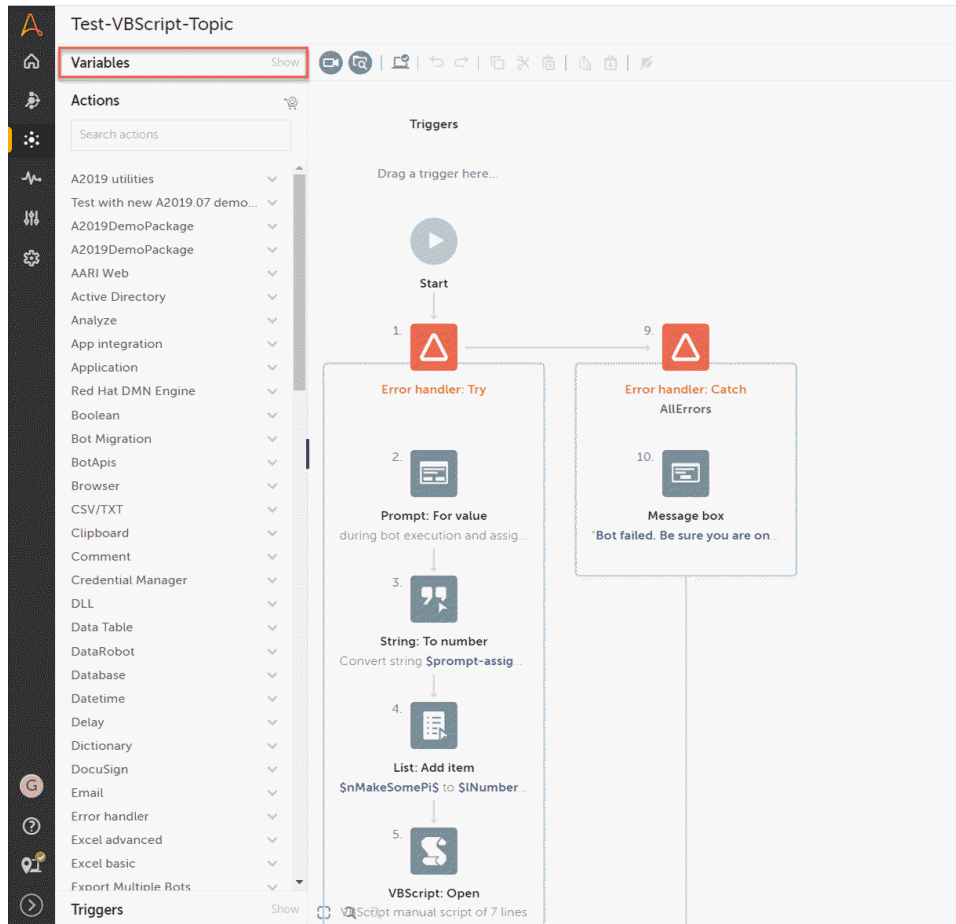 Test-VBScript-Topic
Variables
Show
Actions
Search actions
A2019 utilities
Test with new A2019.07 demo...
A2019DemoPackage
A2019DemoPackage
AARI Web
Active Directory
Analyze
App integration
Application
Red Hat DMN Engine
Boolean
Bot Migration
BotApis
Browser
CSV/TXT
Clipboard
Comment
Credential Manager
DLL
Data Table
DataRobot
Database
Datetime
Delay
Dictionary
DocuSign
Email
Error handler
Excel advanced
Excel basic
Export Multiple Bots
Triggers
Show
G
Triggers
Drag a trigger here...
Start
1.
Error handler: Try
2.
Prompt: For value
during bot execution and assig...
3.
String: To number
Convert string $prompt-assig...
4.
List: Add item
$nMakeSomePi$ to $lNumber...
5.
VBScript: Open
VBScript manual script of 7 lines
9.
Error handler: Catch
AllErrors
10.
Message box
"Bot failed. Be sure you are on...